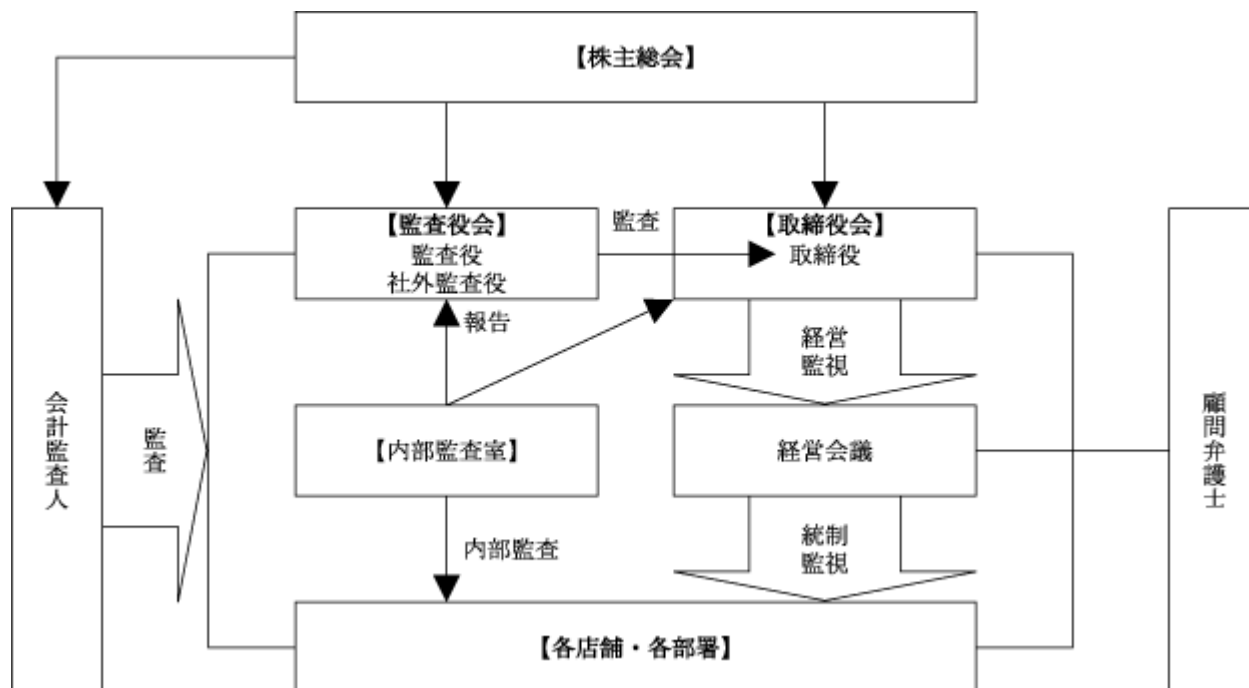 【株主総会】
【監査役会】
監査役
社外監査役
監査
【取締役会】
取締役
報告
経営
監視
会計監査人
監査
【内部監査室】
経営会議
顧問弁護士
内部監査
統制
監視
【各店舗・各部署】